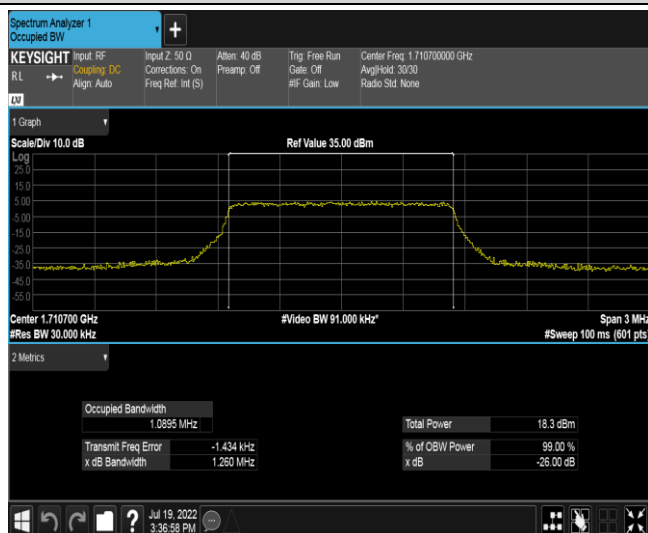 Spectrum Analyzer 1
Occupied BW
+
KEYSIGHT
RL
LXI
Input: RF
Coupling: DC
Align: Auto
Input Z: 50 Ω
Corrections: On
Freq Ref: Int (S)
Atten: 40 dB
Preamp: Off
Trig: Free Run
Gate: Off
#IF Gain: Low
Center Freq: 1.710700000 GHz
Avg|Hold: 30/30
Radio Std: None
1 Graph
Scale/Div 10.0 dB
Ref Value 35.00 dBm
Log
25.0
15.0
5.00
-5.00
-15.0
-25.0
-35.0
-45.0
-55.0
Center 1.710700 GHz
#Video BW 91.000 kHz*
Span 3 MHz
#Res BW 30.000 kHz
#Sweep 100 ms (601 pts)
2 Metrics
Occupied Bandwidth
1.0895 MHz
Total Power 18.3 dBm
Transmit Freq Error -1.434 kHz
% of OBW Power 99.00 %
x dB Bandwidth 1.260 MHz
x dB -26.00 dB
?
Jul 19, 2022
3:36:58 PM